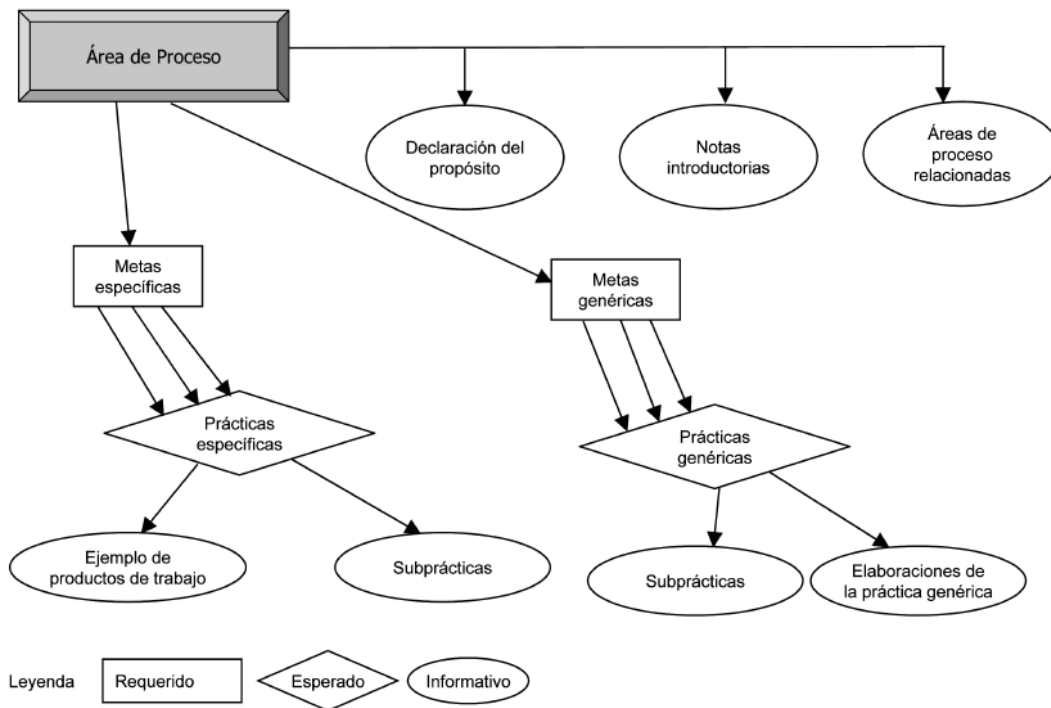 Área de Proceso
Declaración del
propósito
Notas
introductorias
Áreas de
proceso
relacionadas
Metas
específicas
Metas
genéricas
Prácticas
específicas
Prácticas
genéricas
Ejemplo de
productos de trabajo
Subprácticas
Subprácticas
Elaboraciones de
la práctica genérica
Leyenda
Requerido
Esperado
Informativo